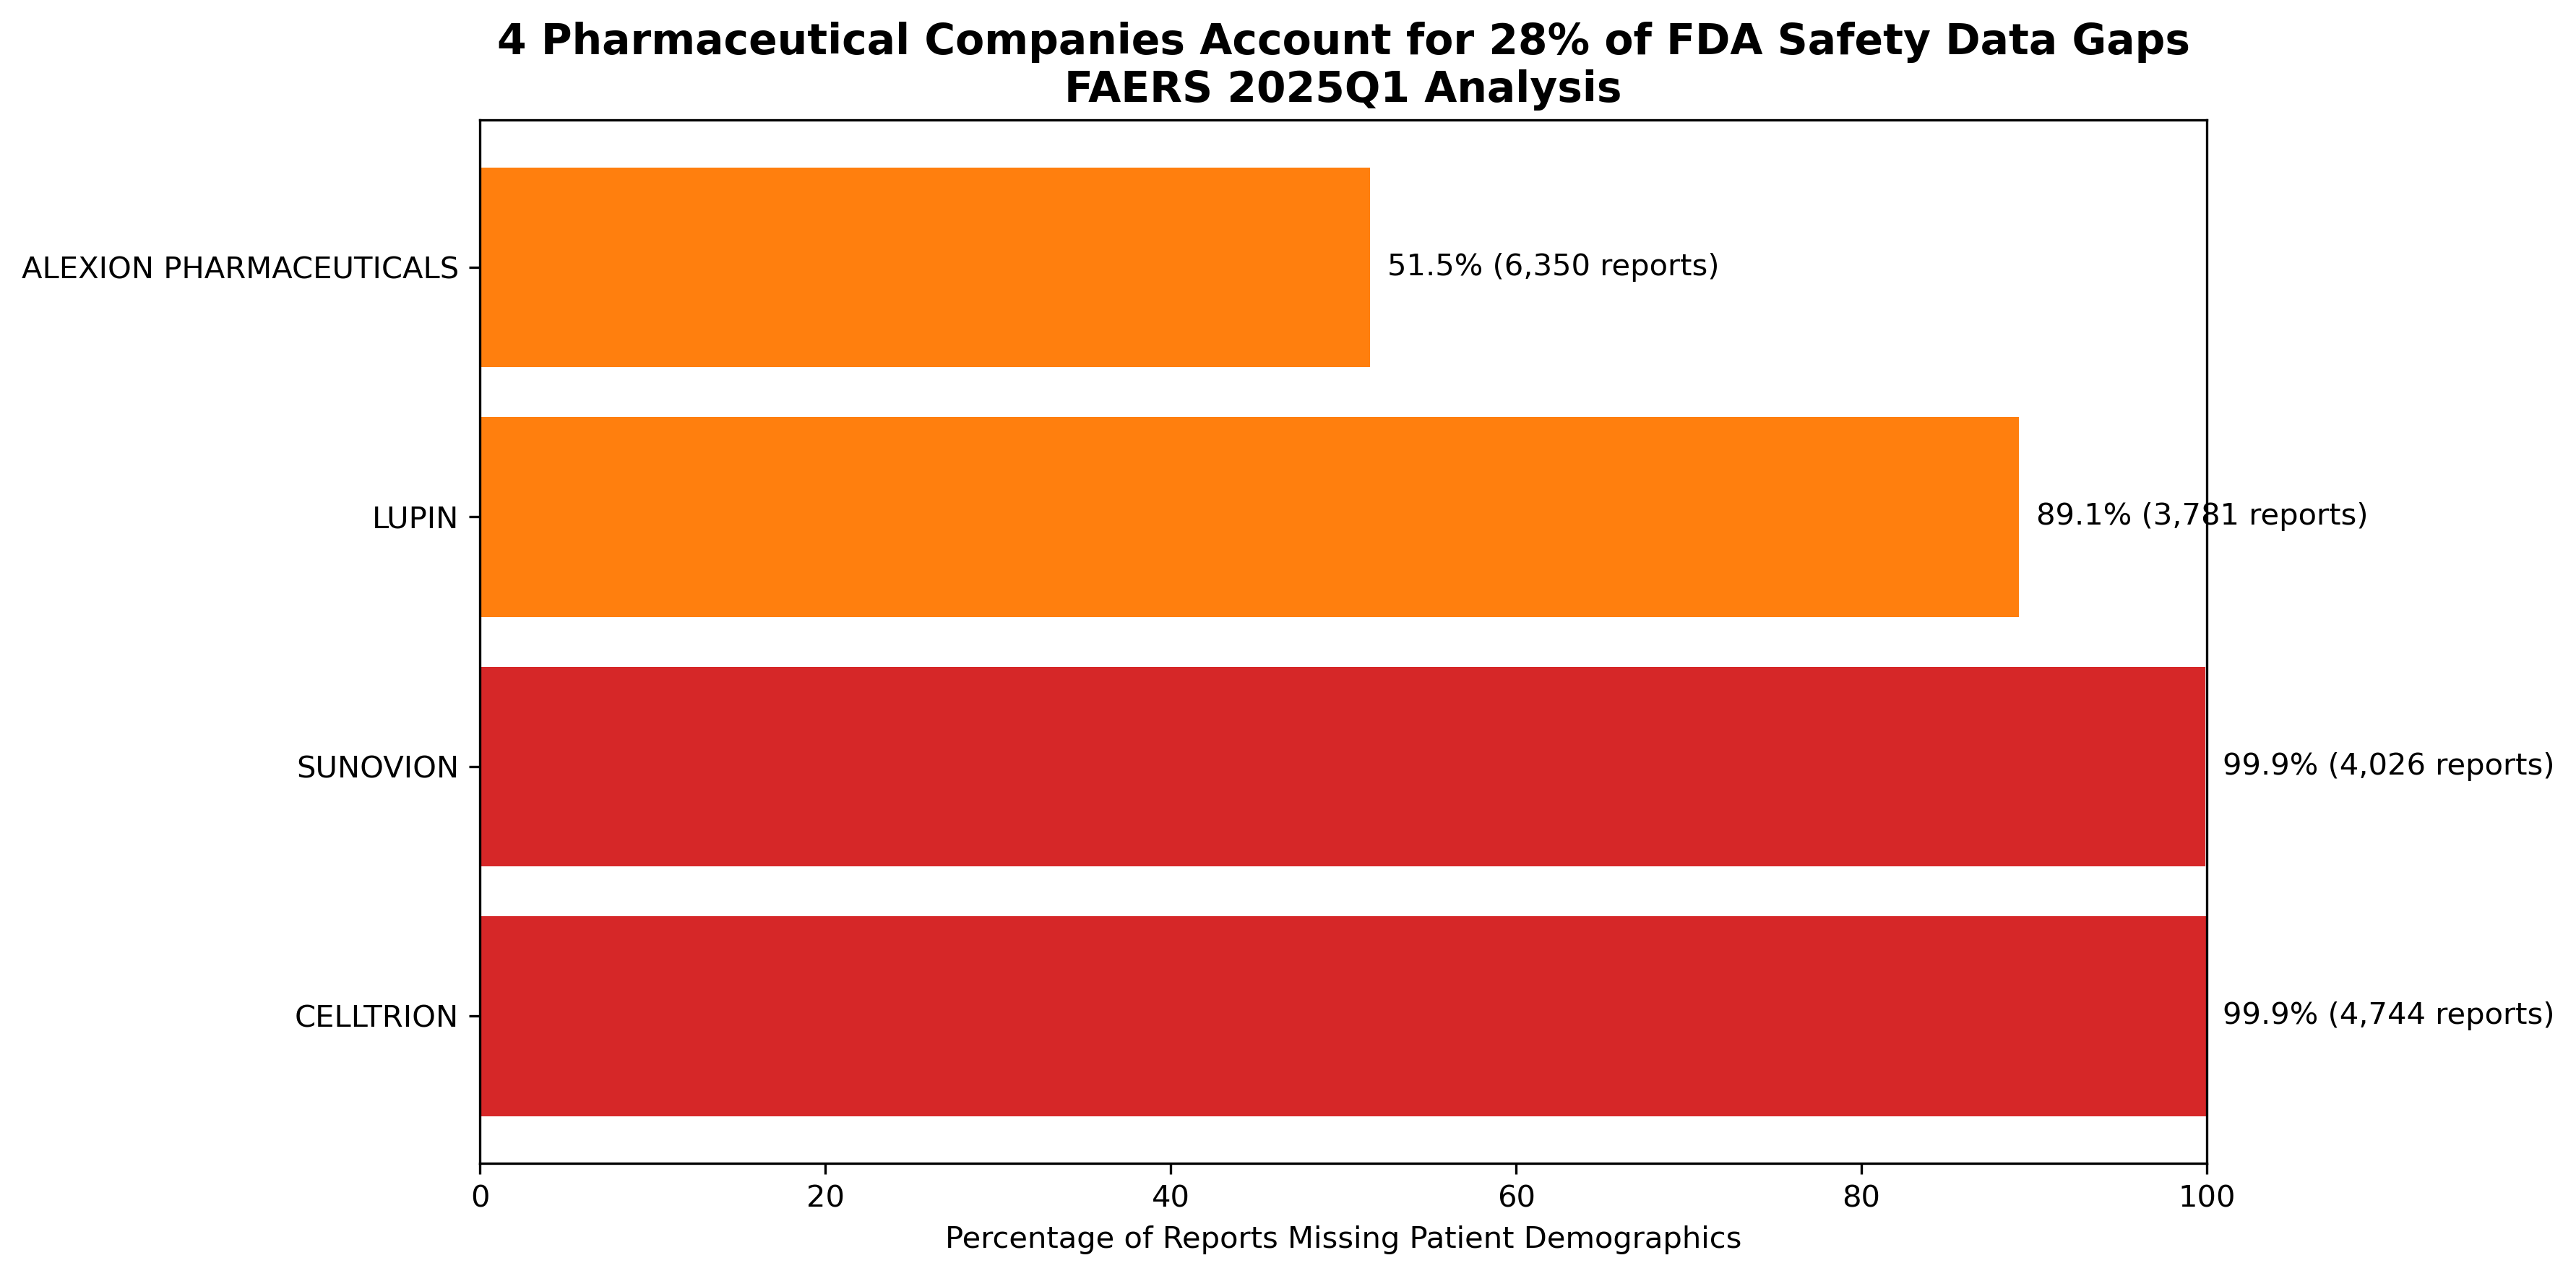 4 Pharmaceutical Companies Account for 28% of FDA Safety Data Gaps
FAERS 2025Q1 Analysis
ALEXION PHARMACEUTICALS
51.5% (6,350 reports)
LUPIN
89.1% (3,781 reports)
SUNOVION
99.9% (4,026 reports)
CELLTRION
99.9% (4,744 reports)
0 20 40 60 80 100
Percentage of Reports Missing Patient Demographics